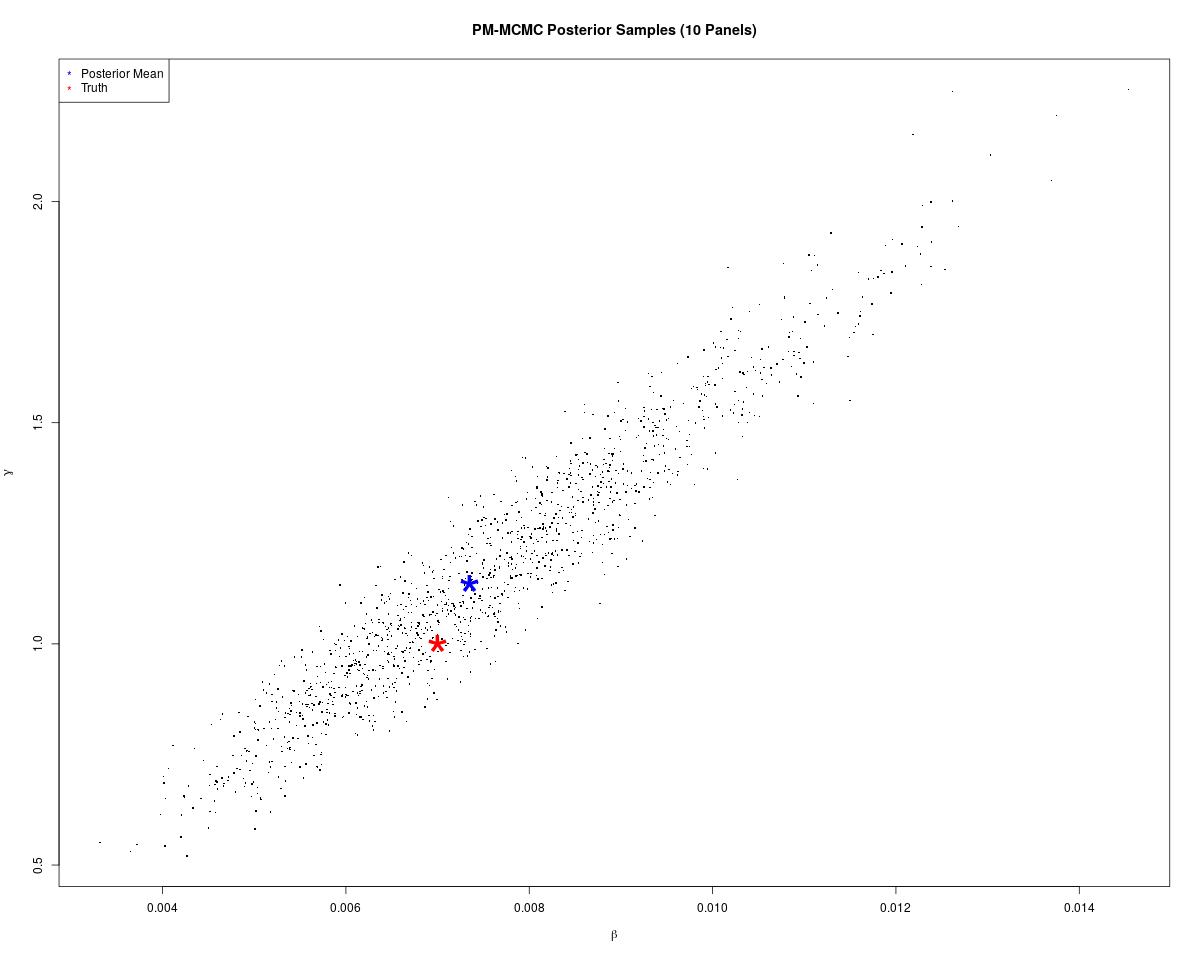 PM-MCMC Posterior Samples (10 Panels)
* Posterior Mean
* Truth
2.0
1.5
γ
1.0
0.5
0.004 0.006 0.008 0.010 0.012 0.014
β